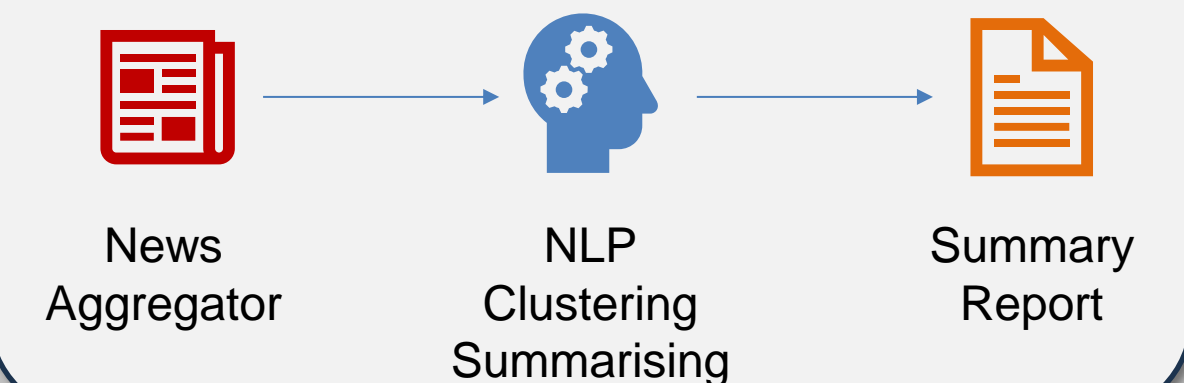 News
Aggregator
NLP
Clustering
Summarising
Summary
Report